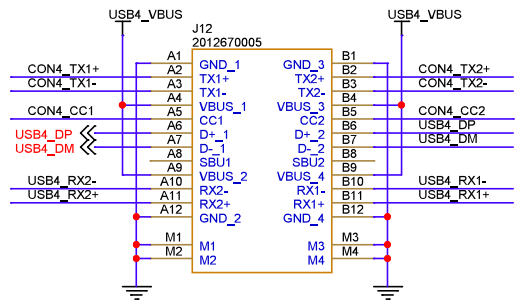 USB4_VBUS USB4_VBUS
J12
2012670005
A1 GND_1 GND_3 B1
CON4_TX1+ A2 TX1+ TX2+ B2 CON4_TX2+
CON4_TX1- A3 TX1- TX2- B3 CON4_TX2-
A4 VBUS_1 VBUS_3 B4
CON4_CC1 A5 CC1 CC2 B5 CON4_CC2
USB4_DP A6 D+_1 D+_2 B6 USB4_DP
USB4_DM A7 D-_1 D-_2 B7 USB4_DM
A8 SBU1 SBU2 B8
A9 VBUS_2 VBUS_4 B9
USB4_RX2- A10 RX2- RX1- B10 USB4_RX1-
USB4_RX2+ A11 RX2+ RX1+ B11 USB4_RX1+
A12 GND_2 GND_4 B12
M1 M1 M3 M3
M2 M2 M4 M4